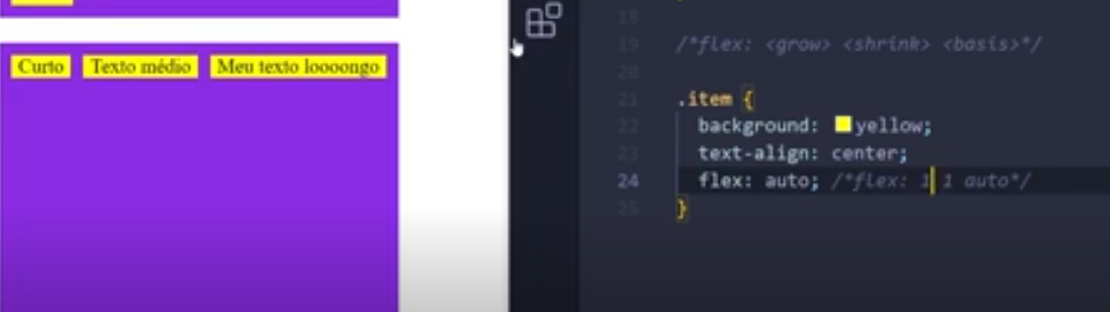 Curto
Texto médio
Meu texto loooongo
18
19 /*flex: <grow> <shrink> <basis>*/
20
21 .item {
22 background: yellow;
23 text-align: center;
24 flex: auto; /*flex: 1 1 auto*/
25 }